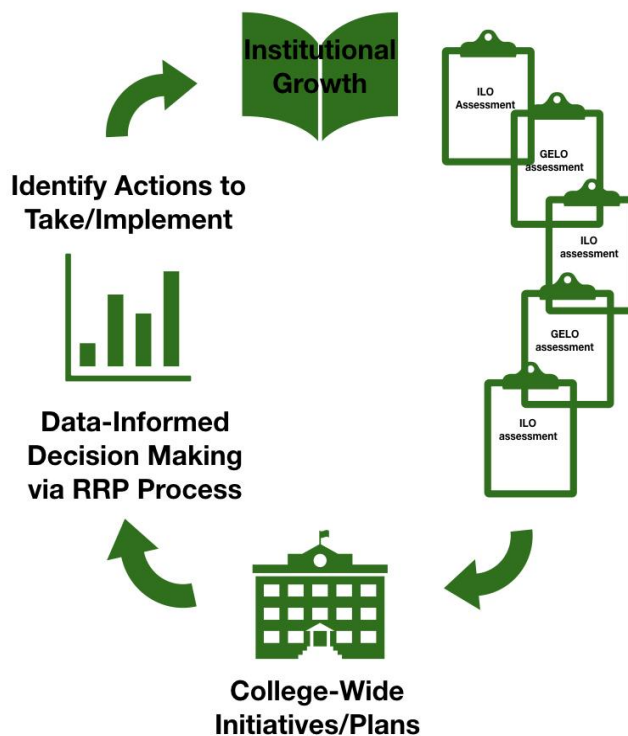 Institutional
Growth
ILO
Assessment
GELO
assessment
ILO
assessment
GELO
assessment
ILO
assessment
College-Wide
Initiatives/Plans
Data-Informed
Decision Making
via RRP Process
Identify Actions to
Take/Implement